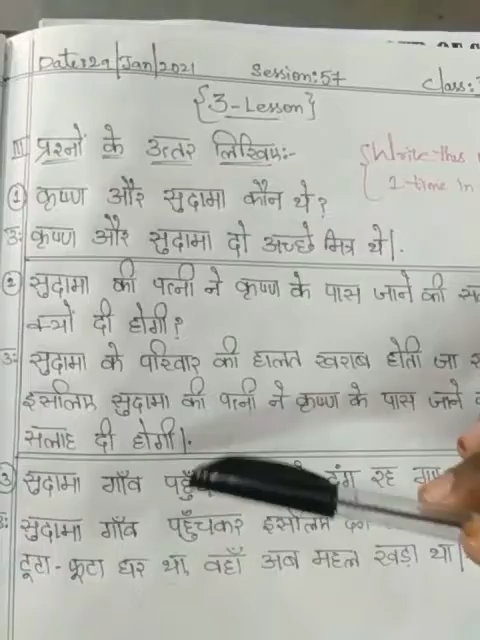 Date:29/Jan/2021 Session:57 Class:
{3-Lesson}
III प्रश्नों के उत्तर लिखिए:-
{Write this
1-time in
① कृष्ण और सुदामा कौन थे?
उ: कृष्ण और सुदामा दो अच्छे मित्र थे।
② सुदामा की पत्नी ने कृष्ण के पास जाने की
क्यों दी होगी?
उ: सुदामा के परिवार की हालत खराब होती जा
इसलिए सुदामा की पत्नी ने कृष्ण के पास जाने
सलाह दी होगी।
③ सुदामा गाँव दंग रह
सुदामा गाँव पहुँचकर इसलिए
टूटा-फूटा घर था, वहाँ अब महल खड़ा था।